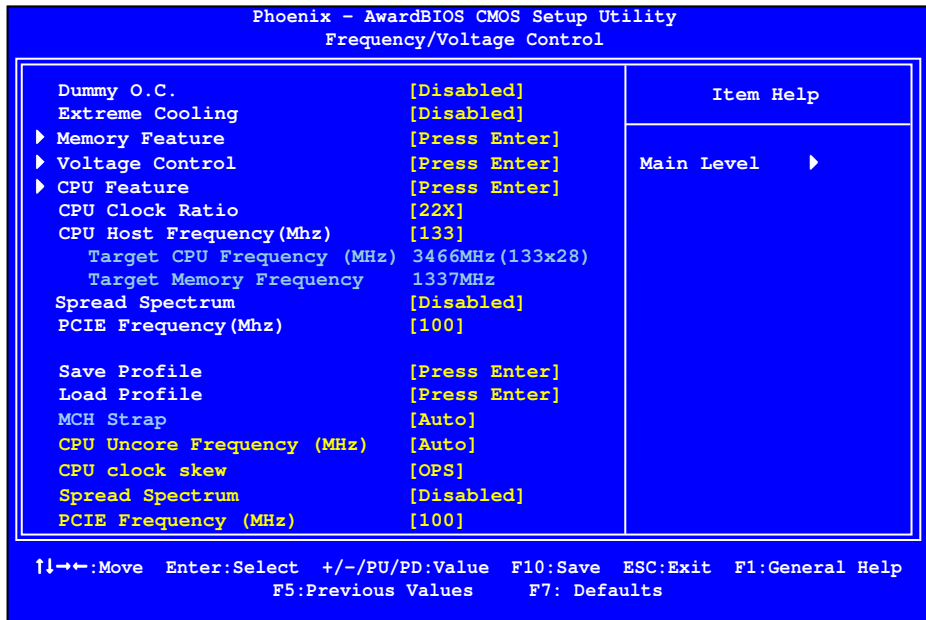 Phoenix – AwardBIOS CMOS Setup Utility
Frequency/Voltage Control
Dummy O.C. [Disabled]
Extreme Cooling [Disabled]
Memory Feature [Press Enter]
Voltage Control [Press Enter]
CPU Feature [Press Enter]
CPU Clock Ratio [22X]
CPU Host Frequency(Mhz) [133]
Target CPU Frequency (MHz) 3466MHz(133x28)
Target Memory Frequency 1337MHz
Spread Spectrum [Disabled]
PCIE Frequency(Mhz) [100]
Save Profile [Press Enter]
Load Profile [Press Enter]
MCH Strap [Auto]
CPU Uncore Frequency (MHz) [Auto]
CPU clock skew [OPS]
Spread Spectrum [Disabled]
PCIE Frequency (MHz) [100]
Item Help
Main Level
↑↓→←:Move Enter:Select +/-/PU/PD:Value F10:Save ESC:Exit F1:General Help
F5:Previous Values F7: Defaults